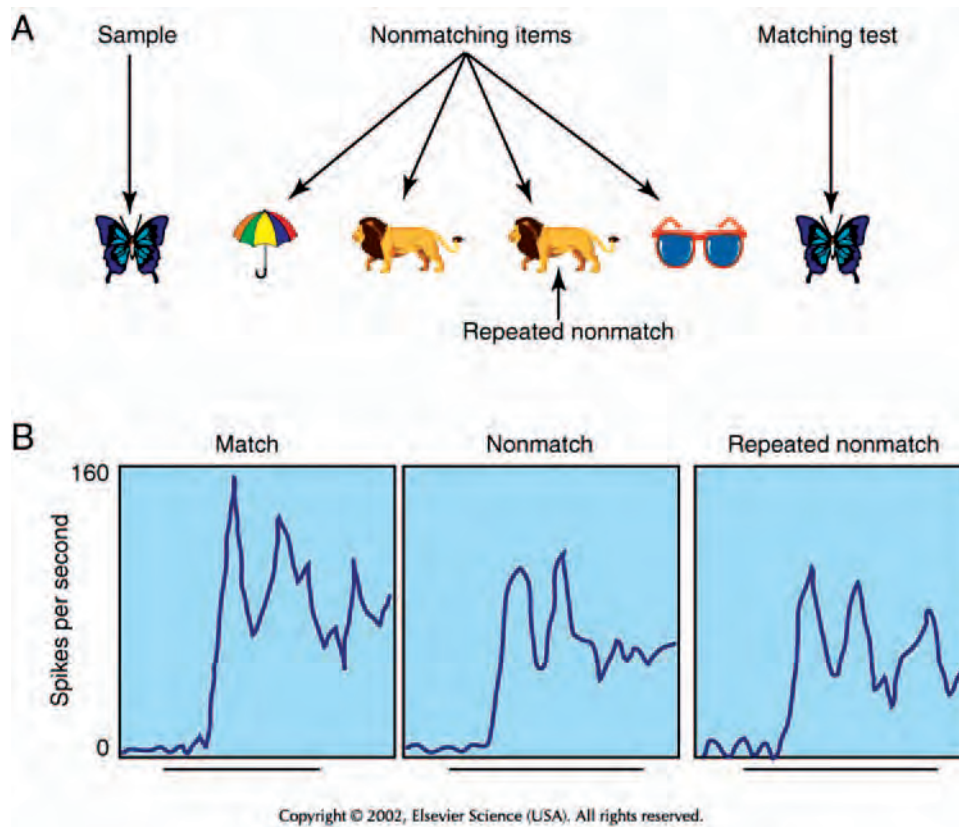 A
Sample
Nonmatching items
Matching test
Repeated nonmatch
B
Match
Nonmatch
Repeated nonmatch
160
Spikes per second
0
Copyright © 2002, Elsevier Science (USA). All rights reserved.